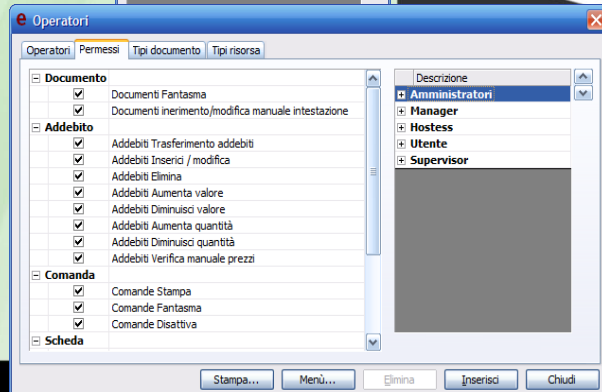 e Operatori
Operatori Permessi Tipi documento Tipi risorsa
Documento
Documenti Fantasma
Documenti inerimento/modifica manuale intestazione
Addebito
Addebiti Trasferimento addebiti
Addebiti Inserici / modifica
Addebiti Elimina
Addebiti Aumenta valore
Addebiti Diminuisci valore
Addebiti Aumenta quantità
Addebiti Diminuisci quantità
Addebiti Verifica manuale prezzi
Comanda
Comande Stampa
Comande Fantasma
Comande Disattiva
Scheda
Descrizione
Amministratori
Manager
Hostess
Utente
Supervisor
Stampa... Menù... Elimina Inserisci Chiudi